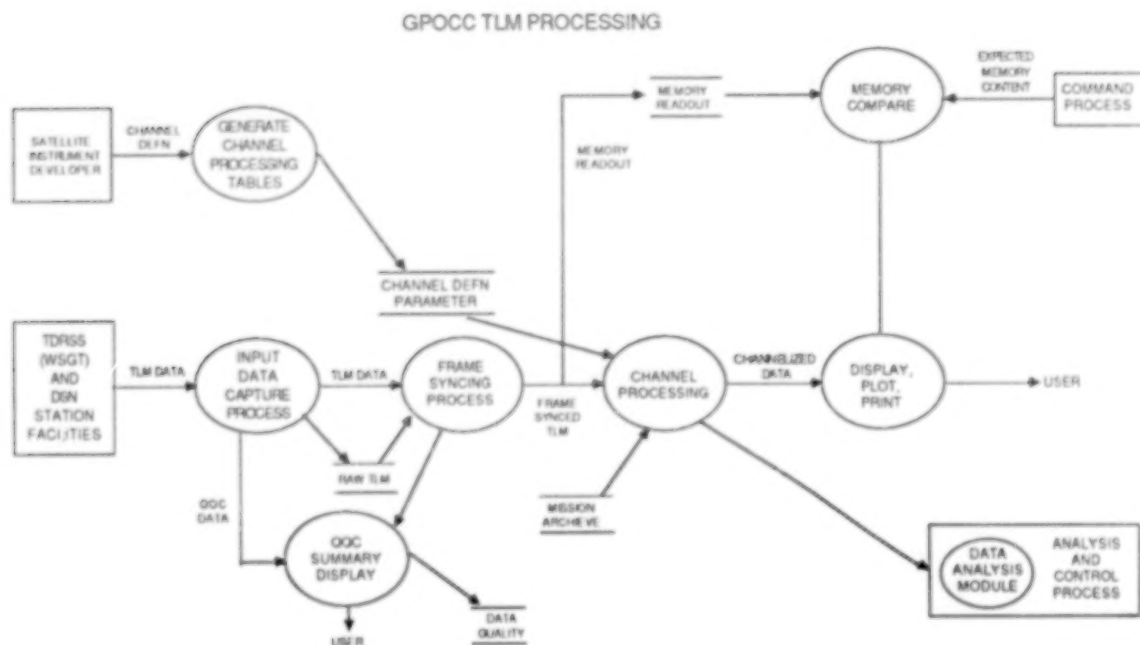 GPOCC TLM PROCESSING
SATELLITE
INSTRUMENT
DEVELOPER
CHANNEL
DEFN
GENERATE
CHANNEL
PROCESSING
TABLES
MEMORY
READOUT
MEMORY
READOUT
MEMORY
COMPARE
EXPECTED
MEMORY
CONTENT
COMMAND
PROCESS
CHANNEL DEFN
PARAMETER
TDRSS
(WSGT)
AND
DSN
STATION
FACILITIES
TLM DATA
INPUT
DATA
CAPTURE
PROCESS
TLM DATA
FRAME
SYNCING
PROCESS
FRAME
SYNCED
TLM
CHANNEL
PROCESSING
CHANNELIZED
DATA
DISPLAY,
PLOT,
PRINT
USER
RAW TLM
QQC
DATA
MISSION
ARCHIEVE
QQC
SUMMARY
DISPLAY
DATA
QUALITY
USER
DATA
ANALYSIS
MODULE
ANALYSIS
AND
CONTROL
PROCESS